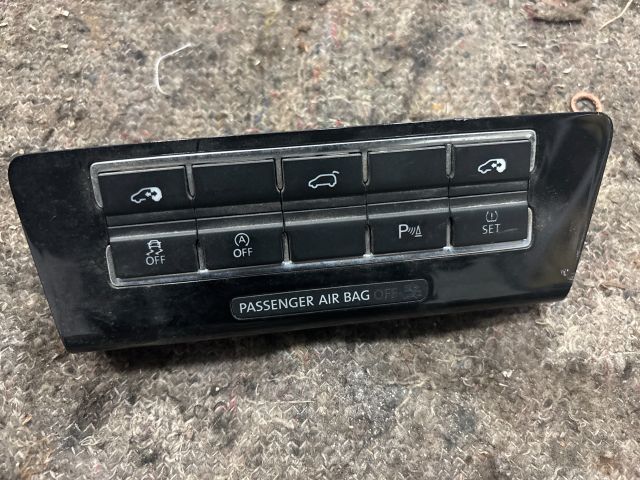 OFF
A
OFF
P
SET
PASSENGER AIR BAG OFF